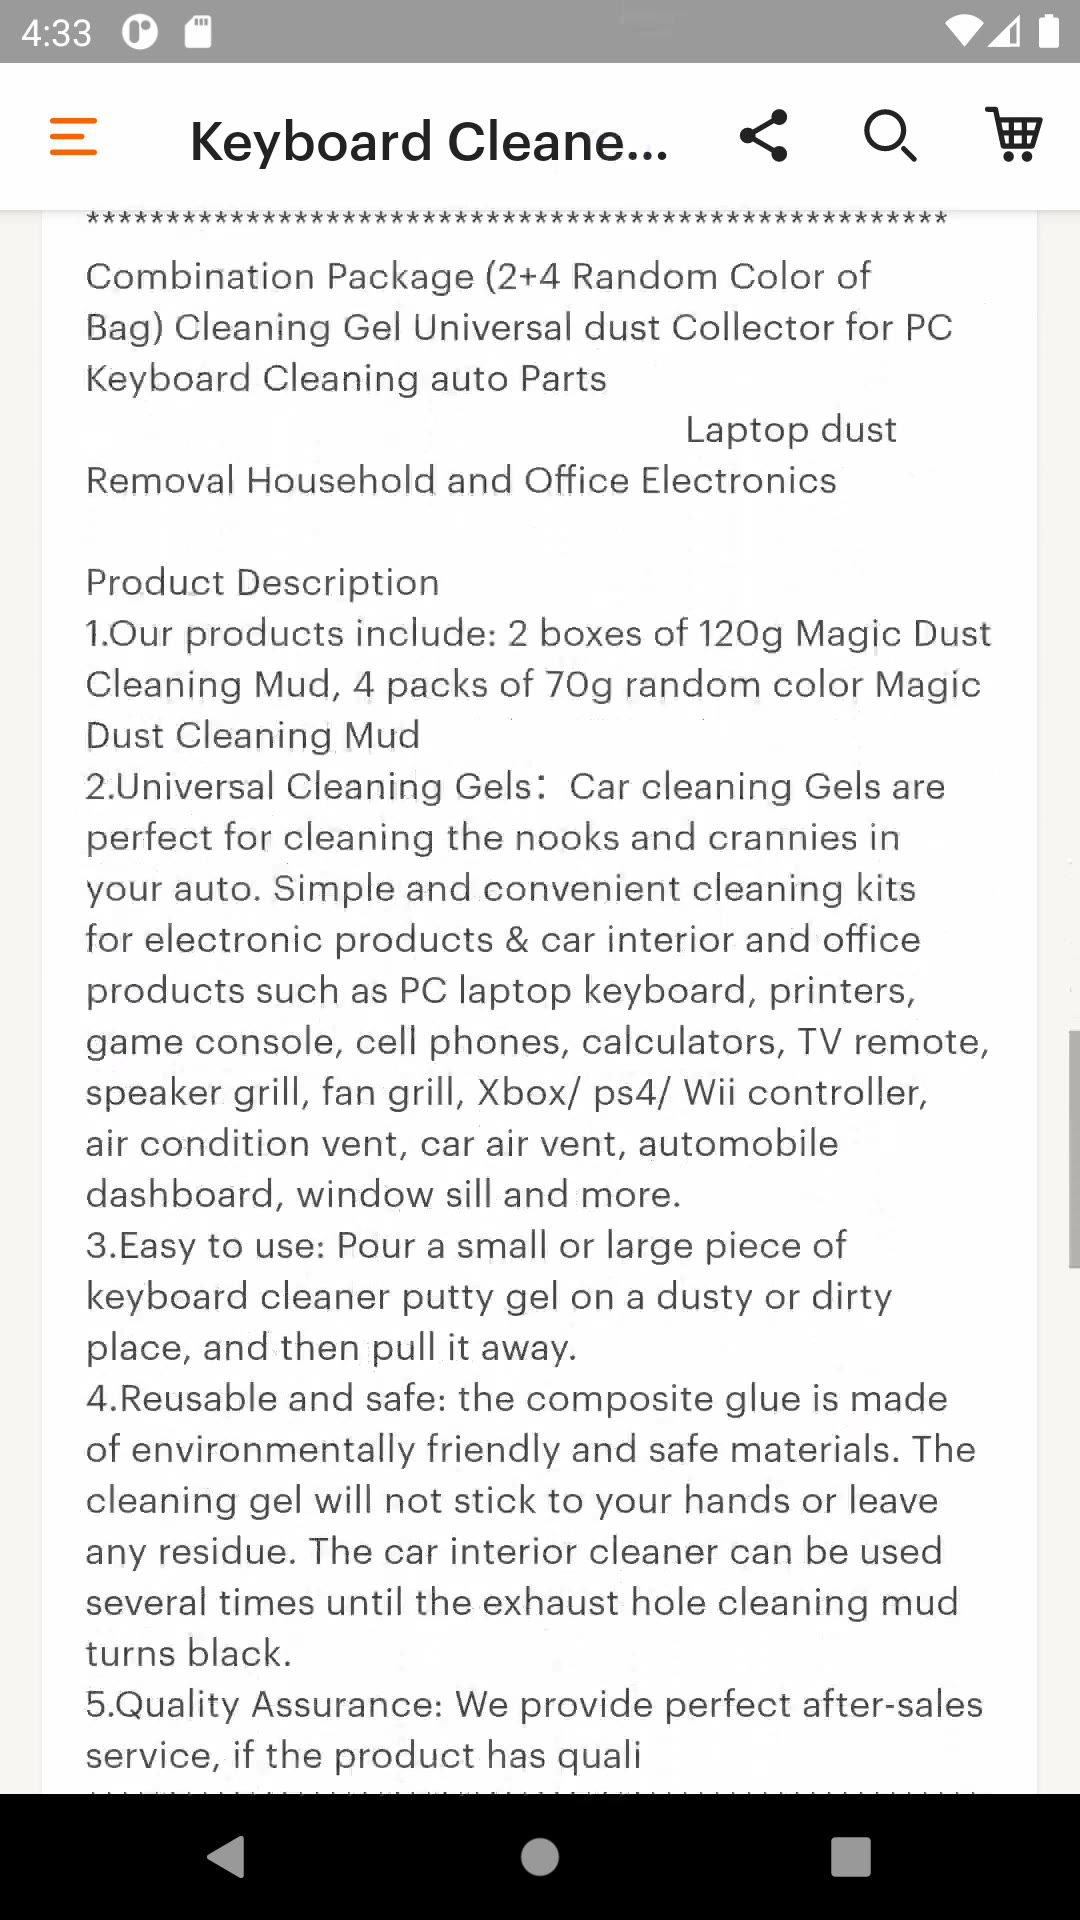 4:33
Keyboard Cleane...
******************************************************
Combination Package (2+4 Random Color of
Bag) Cleaning Gel Universal dust Collector for PC
Keyboard Cleaning auto Parts
Laptop dust
Removal Household and Office Electronics
Product Description
1.Our products include: 2 boxes of 120g Magic Dust
Cleaning Mud, 4 packs of 70g random color Magic
Dust Cleaning Mud
2.Universal Cleaning Gels：Car cleaning Gels are
perfect for cleaning the nooks and crannies in
your auto. Simple and convenient cleaning kits
for electronic products & car interior and office
products such as PC laptop keyboard, printers,
game console, cell phones, calculators, TV remote,
speaker grill, fan grill, Xbox/ ps4/ Wii controller,
air condition vent, car air vent, automobile
dashboard, window sill and more.
3.Easy to use: Pour a small or large piece of
keyboard cleaner putty gel on a dusty or dirty
place, and then pull it away.
4.Reusable and safe: the composite glue is made
of environmentally friendly and safe materials. The
cleaning gel will not stick to your hands or leave
any residue. The car interior cleaner can be used
several times until the exhaust hole cleaning mud
turns black.
5.Quality Assurance: We provide perfect after-sales
service, if the product has quali